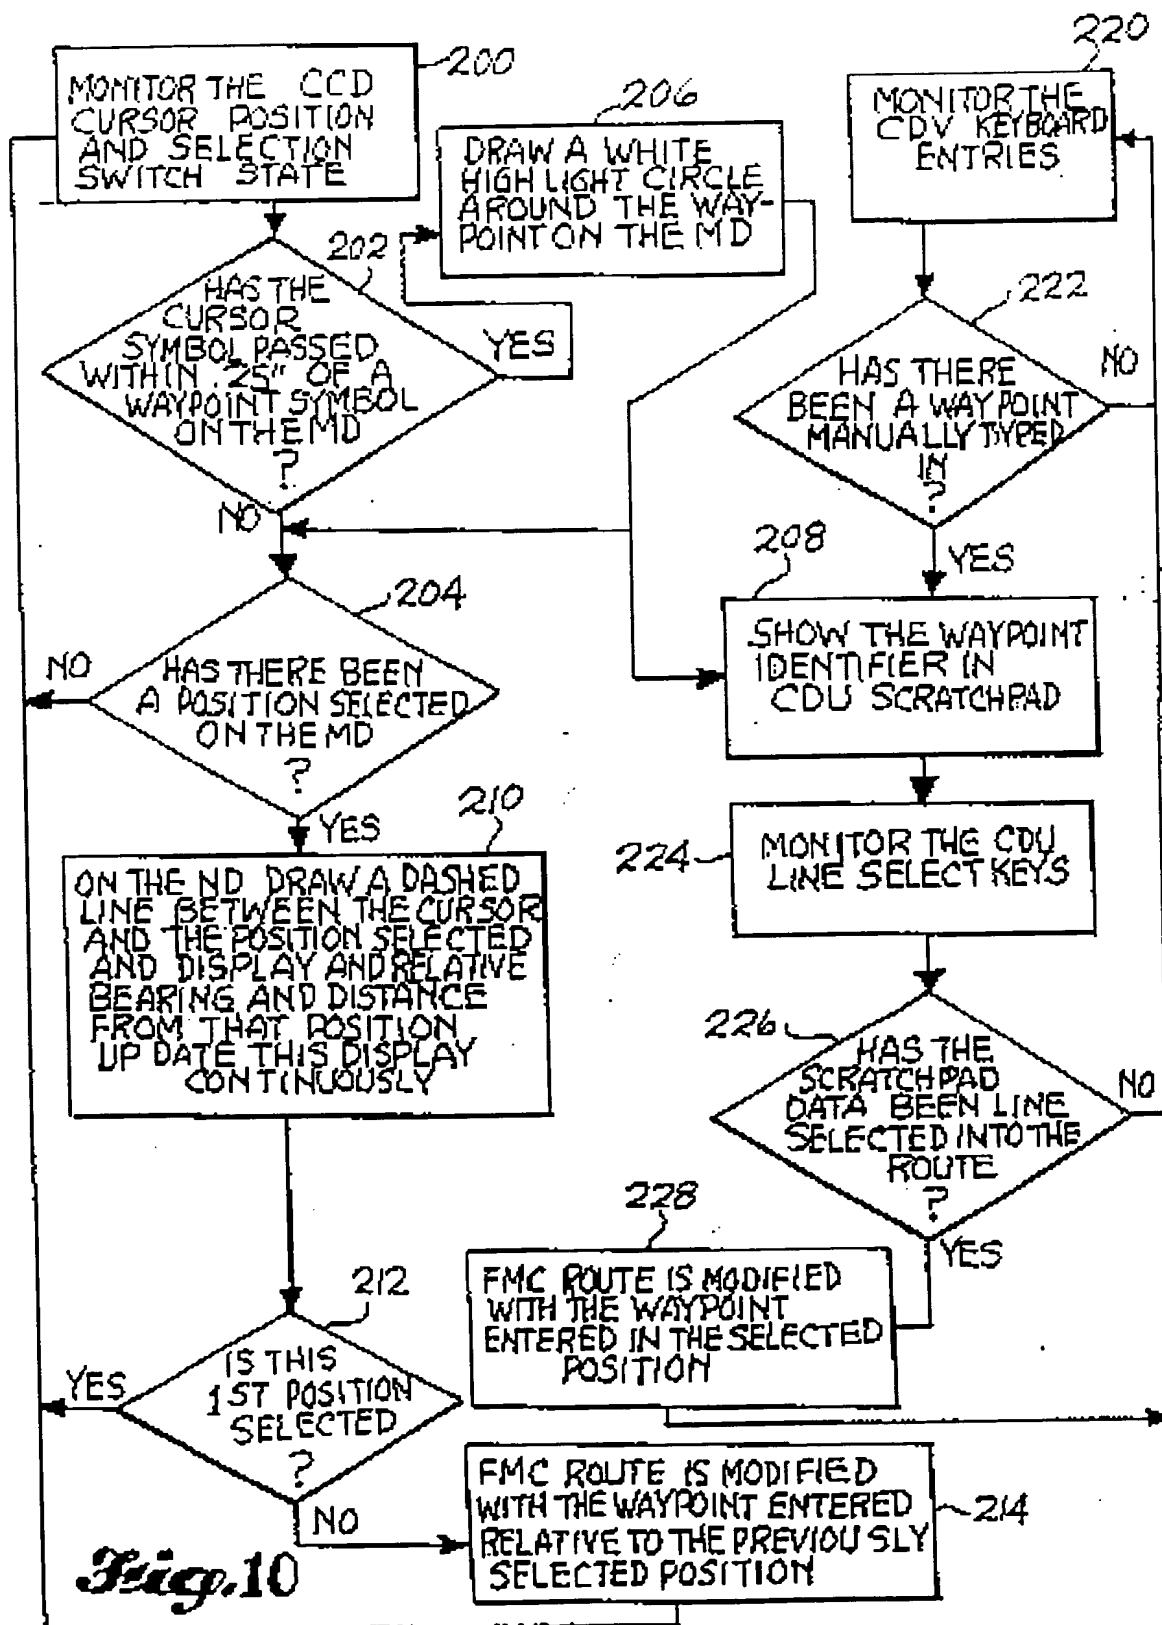 200
MONITOR THE CCD
CURSOR POSITION
AND SELECTION
SWITCH STATE
202
HAS THE
CURSOR
SYMBOL PASSED
WITHIN .25" OF A
WAYPOINT SYMBOL
ON THE MD
?
YES
NO
206
DRAW A WHITE
HIGH LIGHT CIRCLE
AROUND THE WAY-
POINT ON THE MD
204
HAS THERE BEEN
A POSITION SELECTED
ON THE MD
?
NO
YES
210
ON THE ND DRAW A DASHED
LINE BETWEEN THE CURSOR
AND THE POSITION SELECTED
AND DISPLAY AND RELATIVE
BEARING AND DISTANCE
FROM THAT POSITION
UP DATE THIS DISPLAY
CONTINUOUSLY
212
IS THIS
1ST POSITION
SELECTED
?
YES
NO
214
FMC ROUTE IS MODIFIED
WITH THE WAYPOINT ENTERED
RELATIVE TO THE PREVIOUSLY
SELECTED POSITION
220
MONITOR THE
CDV KEYBOARD
ENTRIES
222
HAS THERE
BEEN A WAYPOINT
MANUALLY TYPED
IN
?
NO
YES
208
SHOW THE WAYPOINT
IDENTIFIER IN
CDU SCRATCHPAD
224
MONITOR THE CDU
LINE SELECT KEYS
226
HAS THE
SCRATCHPAD
DATA BEEN LINE
SELECTED INTO THE
ROUTE
?
NO
YES
228
FMC ROUTE IS MODIFIED
WITH THE WAYPOINT
ENTERED IN THE SELECTED
POSITION
Fig. 10